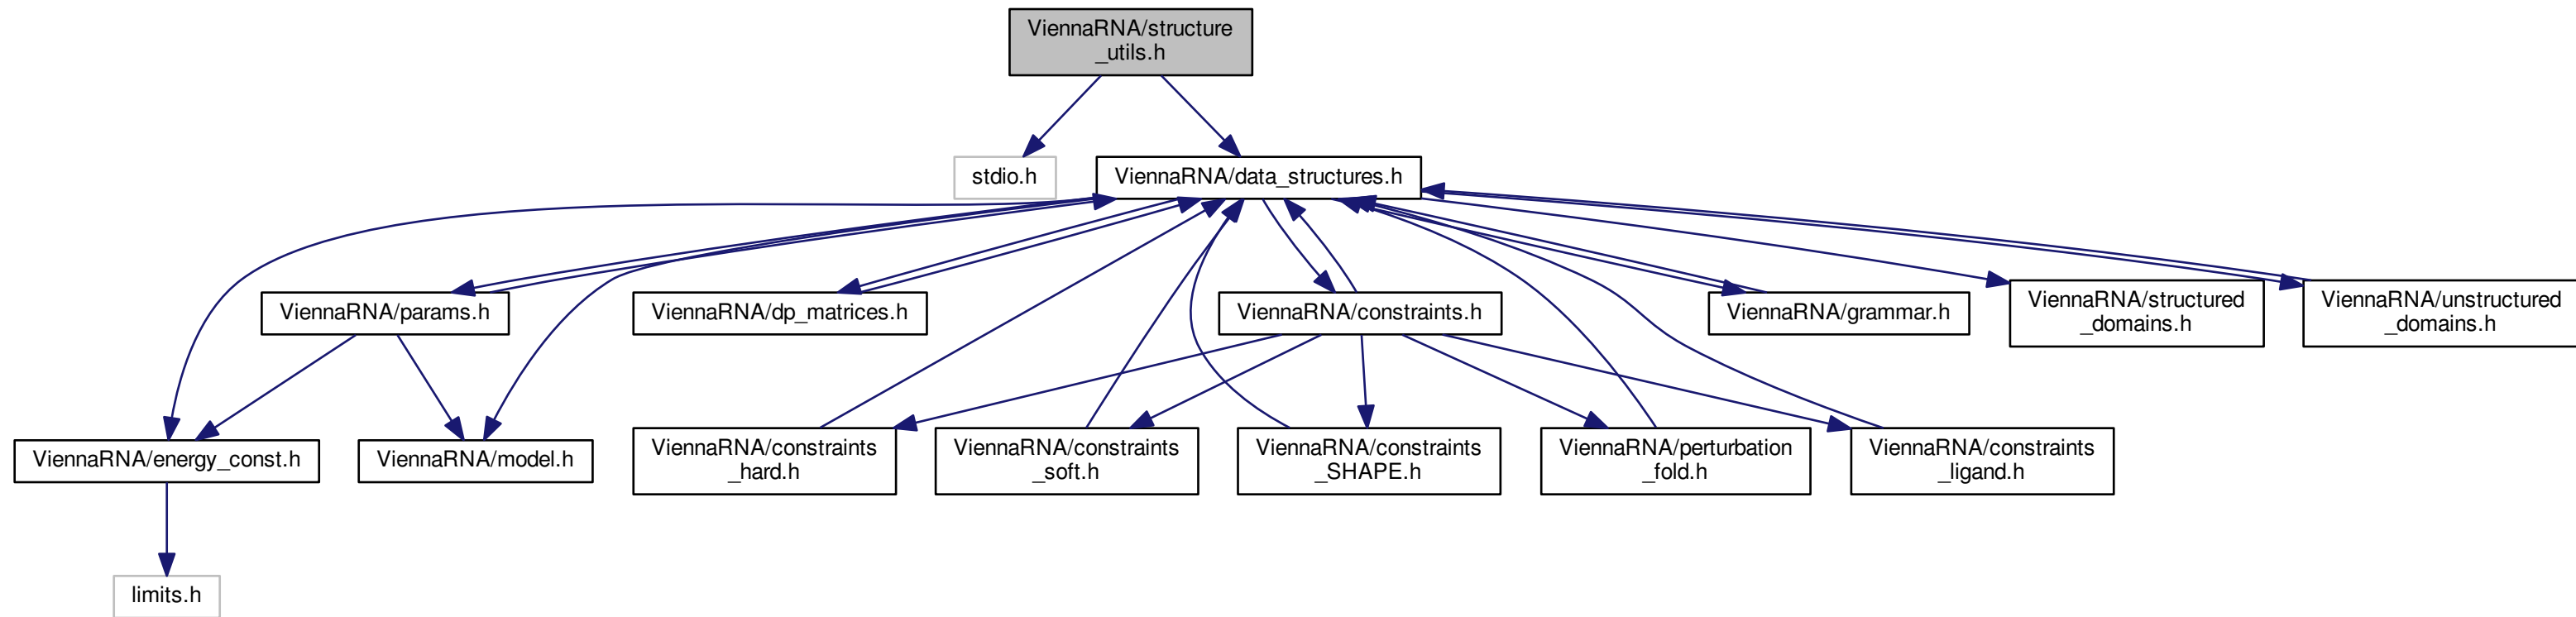 ViennaRNA/structure
_utils.h
stdio.h
ViennaRNA/data_structures.h
ViennaRNA/params.h
ViennaRNA/dp_matrices.h
ViennaRNA/constraints.h
ViennaRNA/grammar.h
ViennaRNA/structured
_domains.h
ViennaRNA/unstructured
_domains.h
ViennaRNA/energy_const.h
ViennaRNA/model.h
ViennaRNA/constraints
_hard.h
ViennaRNA/constraints
_soft.h
ViennaRNA/constraints
_SHAPE.h
ViennaRNA/perturbation
_fold.h
ViennaRNA/constraints
_ligand.h
limits.h